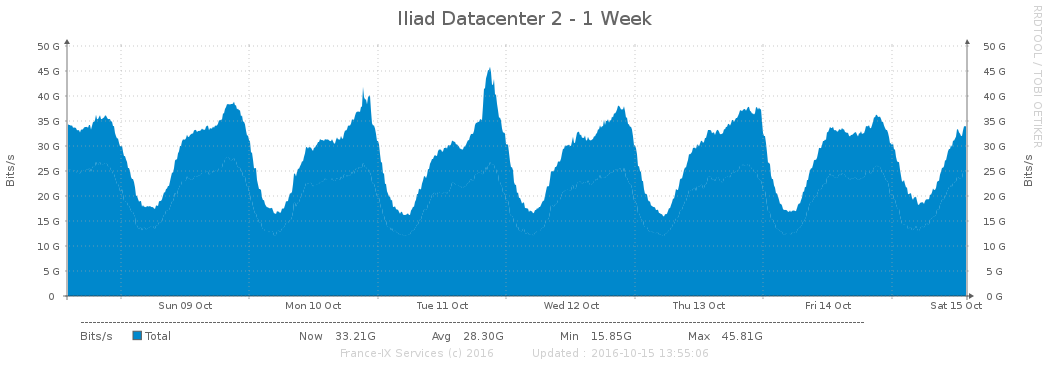 Iliad Datacenter 2 - 1 Week
RRDTOOL / TOBI OETIKER
Bits/s
50 G 50 G
45 G 45 G
40 G 40 G
35 G 35 G
30 G 30 G
25 G 25 G
20 G 20 G
15 G 15 G
10 G 10 G
5 G 5 G
0 0 G
Bits/s
Sun 09 Oct Mon 10 Oct Tue 11 Oct Wed 12 Oct Thu 13 Oct Fri 14 Oct Sat 15 Oct
Bits/s Total Now 33.21G Avg 28.30G Min 15.85G Max 45.81G
France-IX Services (c) 2016 Updated : 2016-10-15 13:55:06